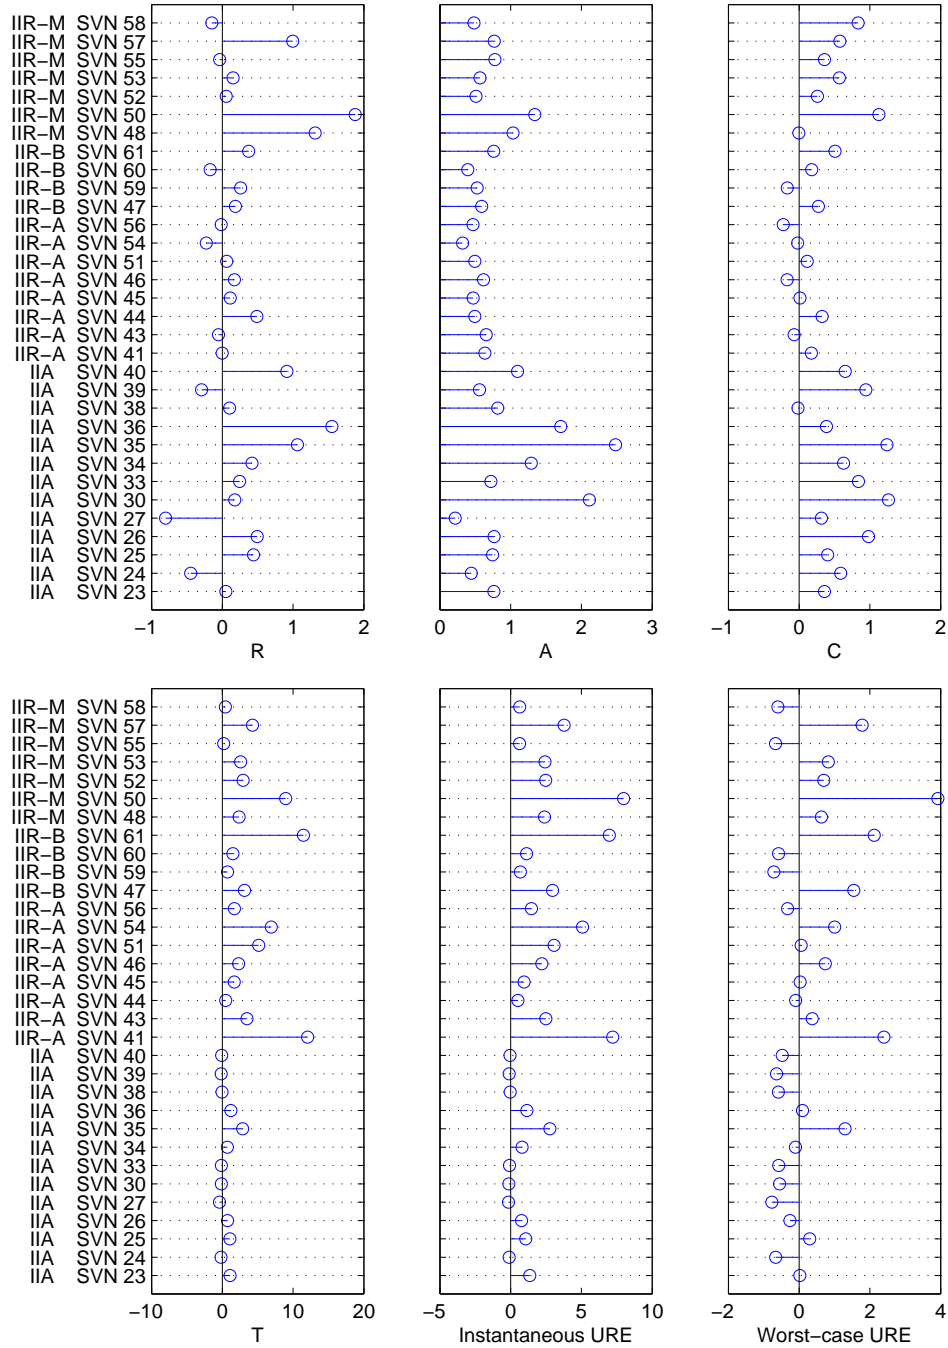 IIR−M SVN 58
IIR−M SVN 57
IIR−M SVN 55
IIR−M SVN 53
IIR−M SVN 52
IIR−M SVN 50
IIR−M SVN 48
IIR−B SVN 61
IIR−B SVN 60
IIR−B SVN 59
IIR−B SVN 47
IIR−A SVN 56
IIR−A SVN 54
IIR−A SVN 51
IIR−A SVN 46
IIR−A SVN 45
IIR−A SVN 44
IIR−A SVN 43
IIR−A SVN 41
IIA SVN 40
IIA SVN 39
IIA SVN 38
IIA SVN 36
IIA SVN 35
IIA SVN 34
IIA SVN 33
IIA SVN 30
IIA SVN 27
IIA SVN 26
IIA SVN 25
IIA SVN 24
IIA SVN 23
−1 0 1 2
R
0 1 2 3
A
−1 0 1 2
C
IIR−M SVN 58
IIR−M SVN 57
IIR−M SVN 55
IIR−M SVN 53
IIR−M SVN 52
IIR−M SVN 50
IIR−M SVN 48
IIR−B SVN 61
IIR−B SVN 60
IIR−B SVN 59
IIR−B SVN 47
IIR−A SVN 56
IIR−A SVN 54
IIR−A SVN 51
IIR−A SVN 46
IIR−A SVN 45
IIR−A SVN 44
IIR−A SVN 43
IIR−A SVN 41
IIA SVN 40
IIA SVN 39
IIA SVN 38
IIA SVN 36
IIA SVN 35
IIA SVN 34
IIA SVN 33
IIA SVN 30
IIA SVN 27
IIA SVN 26
IIA SVN 25
IIA SVN 24
IIA SVN 23
−10 0 10 20
T
−5 0 5 10
Instantaneous URE
−2 0 2 4
Worst−case URE